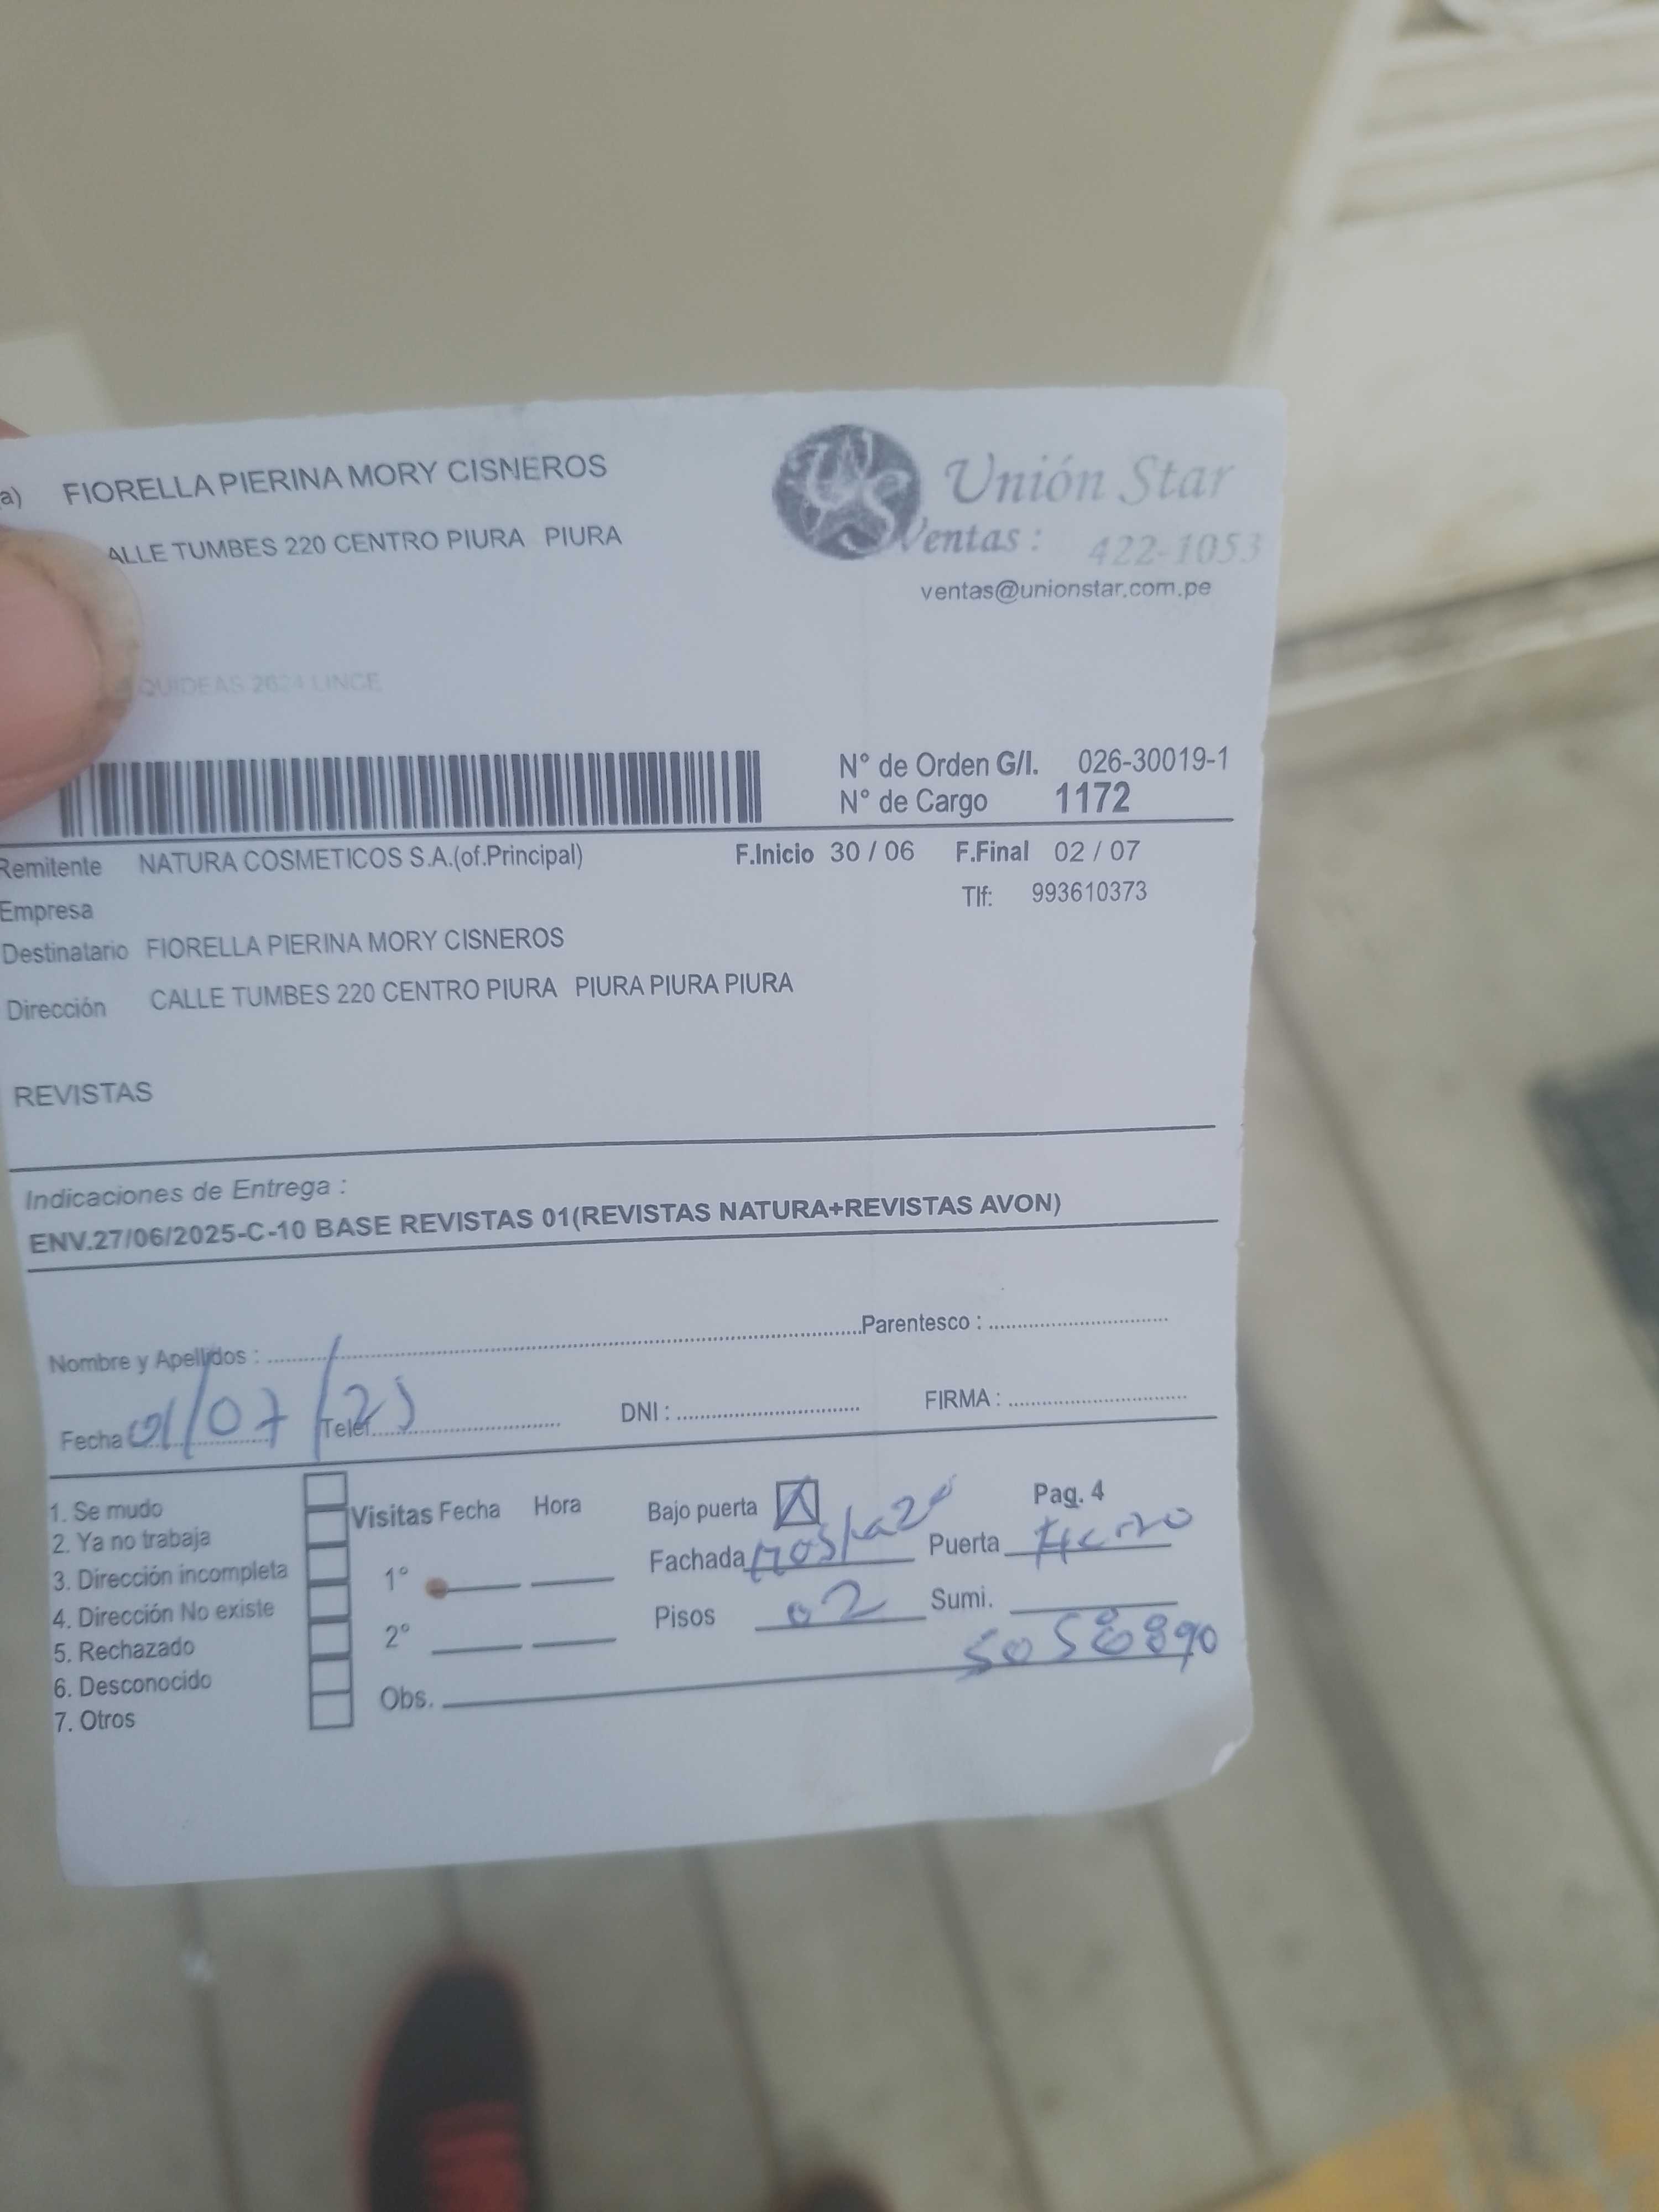 a) FIORELLA PIERINA MORY CISNEROS
ALLE TUMBES 220 CENTRO PIURA PIURA
Unión Star
Ventas : 422-1053
ventas@unionstar.com.pe
QUIDEAS 2624 LINCE
N° de Orden G/I. 026-30019-1
N° de Cargo 1172
Remitente NATURA COSMETICOS S.A.(of.Principal) F.Inicio 30 / 06 F.Final 02 / 07
Empresa Tlf: 993610373
Destinatario FIORELLA PIERINA MORY CISNEROS
Dirección CALLE TUMBES 220 CENTRO PIURA PIURA PIURA PIURA
REVISTAS
Indicaciones de Entrega :
ENV.27/06/2025-C-10 BASE REVISTAS 01(REVISTAS NATURA+REVISTAS AVON)
Nombre y Apellidos : Parentesco :
Fecha 01/07/25 Telef. DNI : FIRMA :
1. Se mudo
2. Ya no trabaja
3. Dirección incompleta
4. Dirección No existe
5. Rechazado
6. Desconocido
7. Otros
Visitas Fecha Hora
1°
2°
Obs.
Bajo puerta Pag. 4
Fachada Puerta
Pisos 02 Sumi.
5058890